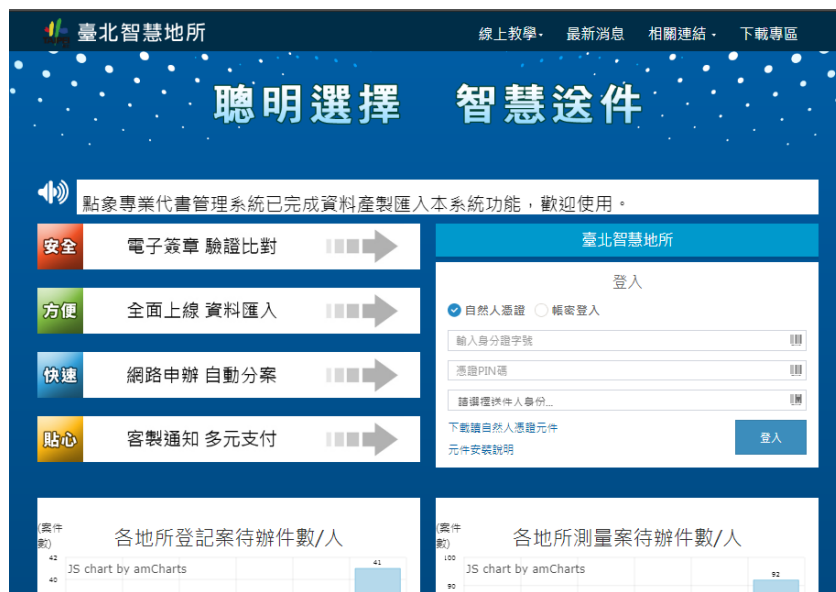 臺北智慧地所
線上教學 最新消息 相關連結 下載專區
聰明選擇 智慧送件
點象專業代書管理系統已完成資料產製匯入本系統功能，歡迎使用。
安全 電子簽章 驗證比對
方便 全面上線 資料匯入
快速 網路申辦 自動分案
貼心 客製通知 多元支付
臺北智慧地所
登入
自然人憑證 帳密登入
輸入身分證字號
憑證PIN碼
請選擇送件人身份...
下載讀自然人憑證元件
元件安裝說明
登入
(案件數)
各地所登記案待辦件數/人
42
JS chart by amCharts
41
40
(案件數)
各地所測量案待辦件數/人
100
JS chart by amCharts
92
90